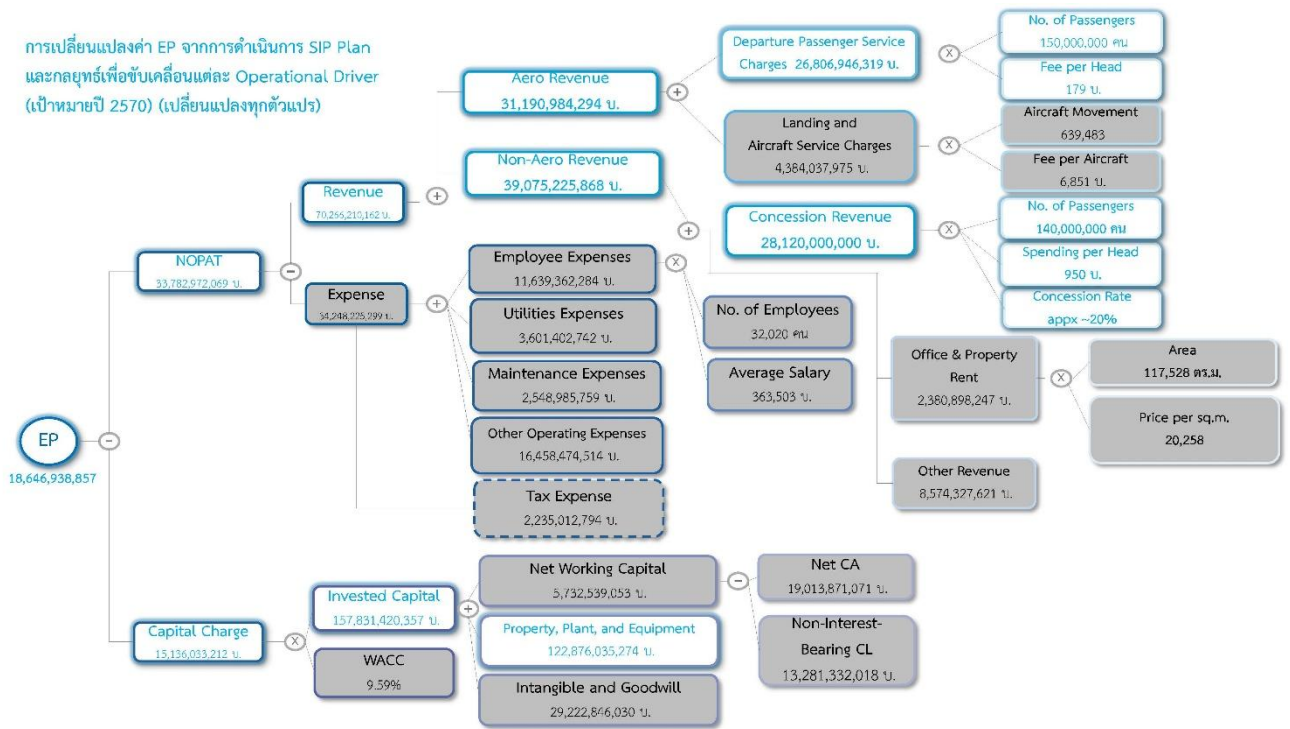 การเปลี่ยนแปลงค่า EP จากการดำเนินการ SIP Plan
และกลยุทธ์เพื่อขับเคลื่อนแต่ละ Operational Driver
(เป้าหมายปี 2570) (เปลี่ยนแปลงทุกตัวแปร)
Aero Revenue
31,190,984,294 บ.
+
Departure Passenger Service
Charges 26,806,946,319 บ.
X
No. of Passengers
150,000,000 คน
Fee per Head
179 บ.
Landing and
Aircraft Service Charges
4,384,037,975 บ.
X
Aircraft Movement
639,483
Fee per Aircraft
6,851 บ.
Revenue
70,266,210,162 บ.
+
Non-Aero Revenue
39,075,225,868 บ.
+
Concession Revenue
28,120,000,000 บ.
X
No. of Passengers
140,000,000 คน
Spending per Head
950 บ.
Concession Rate
appx ~20%
NOPAT
33,782,972,069 บ.
−
Expense
34,248,225,299 บ.
+
Employee Expenses
11,639,362,284 บ.
X
No. of Employees
32,020 คน
Average Salary
363,503 บ.
Utilities Expenses
3,601,402,742 บ.
Maintenance Expenses
2,548,985,759 บ.
Other Operating Expenses
16,458,474,514 บ.
Tax Expense
2,235,012,794 บ.
Office & Property
Rent
2,380,898,247 บ.
X
Area
117,528 ตร.ม.
Price per sq.m.
20,258
Other Revenue
8,574,327,621 บ.
EP
−
18,646,938,857
Capital Charge
15,136,033,212 บ.
X
Invested Capital
157,831,420,357 บ.
+
WACC
9.59%
Net Working Capital
5,732,539,053 บ.
−
Net CA
19,013,871,071 บ.
Non-Interest-
Bearing CL
13,281,332,018 บ.
Property, Plant, and Equipment
122,876,035,274 บ.
Intangible and Goodwill
29,222,846,030 บ.